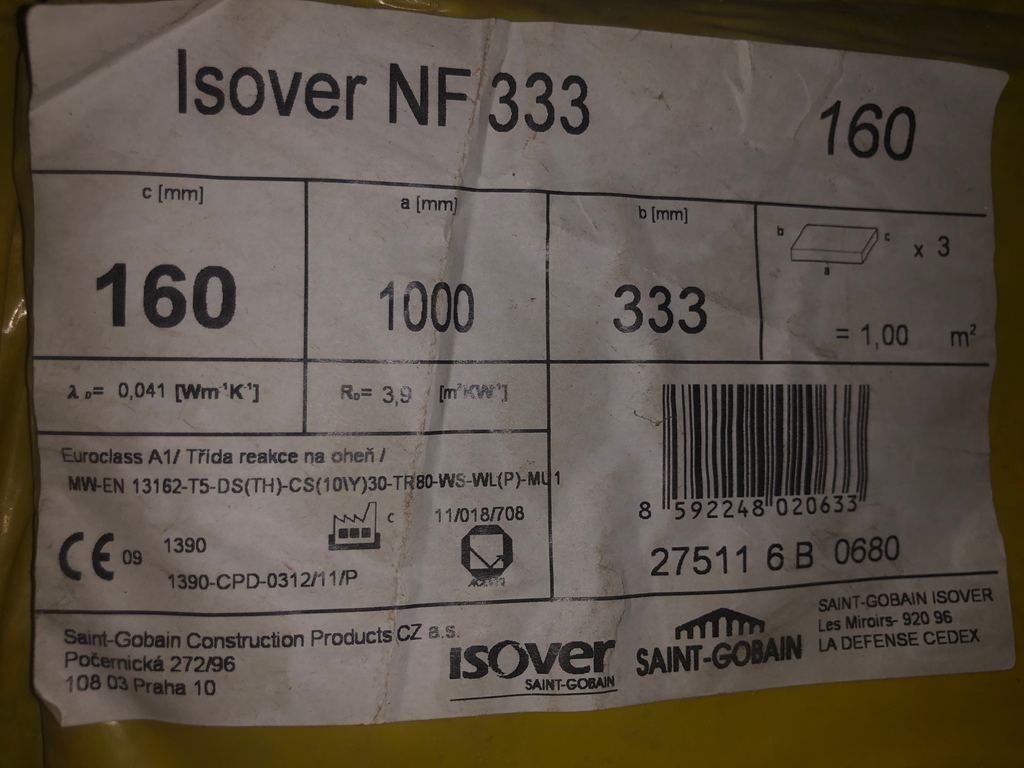 Isover NF 333 160
c [mm] a [mm] b [mm]
b c x 3
a
160 1000 333 = 1,00 m²
λ D= 0,041 [Wm⁻¹K⁻¹] RD= 3,9 [m²KW⁻¹]
Euroclass A1/ Třída reakce na oheň /
MW-EN 13162-T5-DS(TH)-CS(10\Y)30-TR80-WS-WL(P)-MU1
8 592248 020633
CE 09 1390 c 11/018/708
1390-CPD-0312/11/P
27511 6 B 0680
Saint-Gobain Construction Products CZ a.s.
Počernická 272/96
108 03 Praha 10
isover
SAINT-GOBAIN
SAINT-GOBAIN
SAINT-GOBAIN ISOVER
Les Miroirs- 920 96
LA DEFENSE CEDEX